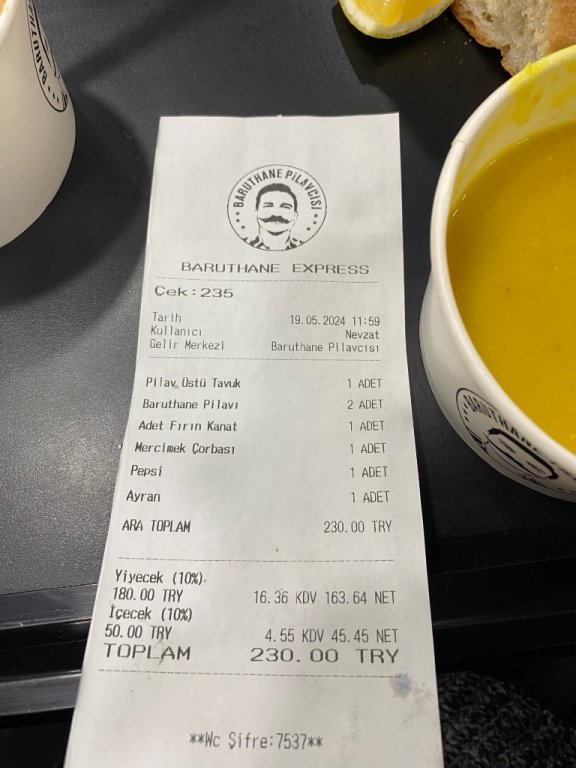 BARUTHANE PİLAVCISI
BARUTHANE EXPRESS
Çek:235
Tarih 19.05.2024 11:59
Kullanıcı Nevzat
Gelir Merkezi Baruthane Pilavcısı
Pilav Üstü Tavuk 1 ADET
Baruthane Pilavı 2 ADET
Adet Fırın Kanat 1 ADET
Mercimek Çorbası 1 ADET
Pepsi 1 ADET
Ayran 1 ADET
ARA TOPLAM 230.00 TRY
Yiyecek (10%)
180.00 TRY 16.36 KDV 163.64 NET
İçecek (10%)
50.00 TRY 4.55 KDV 45.45 NET
TOPLAM 230.00 TRY
**Wc Şifre:7537**